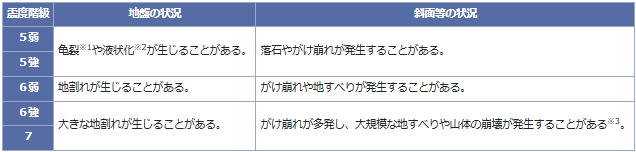 震度階級 地盤の状況 斜面等の状況
5弱
亀裂※1や液状化※2が生じることがある。 落石やがけ崩れが発生することがある。
5強
6弱 地割れが生じることがある。 がけ崩れや地すべりが発生することがある。
6強
大きな地割れが生じることがある。 がけ崩れが多発し、大規模な地すべりや山体の崩壊が発生することがある※3。
7